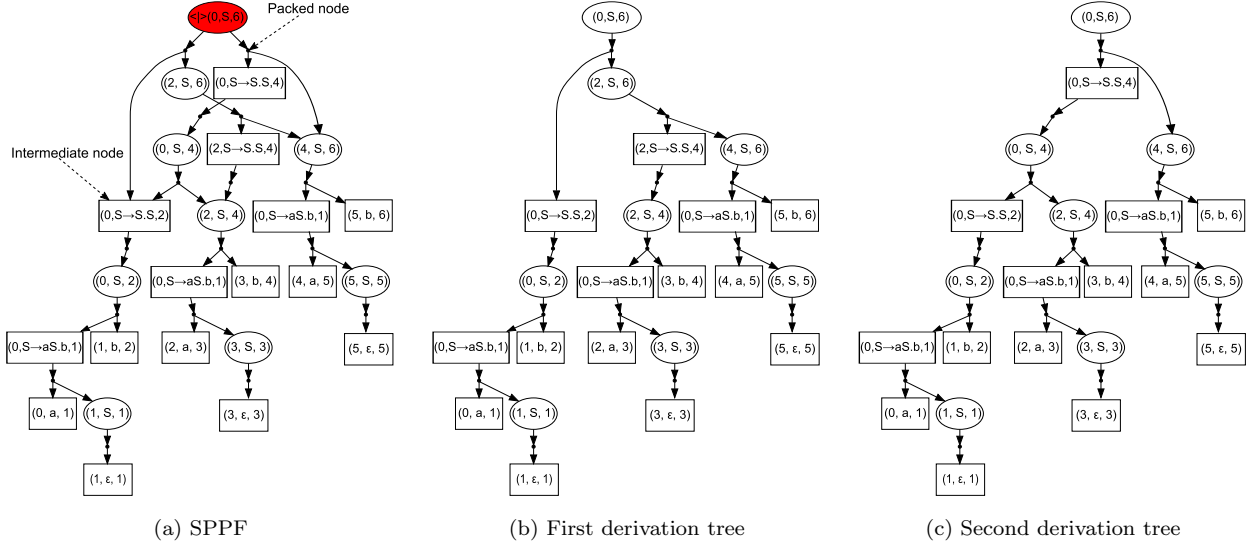 <|>(0,S,6)
Packed node
(2, S, 6)
(0,S→S.S,4)
(0, S, 4)
(2,S→S.S,4)
(4, S, 6)
Intermediate node
(0,S→S.S,2)
(2, S, 4)
(0,S→aS.b,1)
(5, b, 6)
(0, S, 2)
(0,S→aS.b,1)
(3, b, 4)
(4, a, 5)
(5, S, 5)
(0,S→aS.b,1)
(1, b, 2)
(2, a, 3)
(3, S, 3)
(5, ε, 5)
(0, a, 1)
(1, S, 1)
(3, ε, 3)
(1, ε, 1)
(a) SPPF
(0,S,6)
(2, S, 6)
(2,S→S.S,4)
(4, S, 6)
(0,S→S.S,2)
(2, S, 4)
(0,S→aS.b,1)
(5, b, 6)
(0, S, 2)
(0,S→aS.b,1)
(3, b, 4)
(4, a, 5)
(5, S, 5)
(0,S→aS.b,1)
(1, b, 2)
(2, a, 3)
(3, S, 3)
(5, ε, 5)
(0, a, 1)
(1, S, 1)
(3, ε, 3)
(1, ε, 1)
(b) First derivation tree
(0,S,6)
(0,S→S.S,4)
(0, S, 4)
(4, S, 6)
(0,S→S.S,2)
(2, S, 4)
(0,S→aS.b,1)
(5, b, 6)
(0, S, 2)
(0,S→aS.b,1)
(3, b, 4)
(4, a, 5)
(5, S, 5)
(0,S→aS.b,1)
(1, b, 2)
(2, a, 3)
(3, S, 3)
(5, ε, 5)
(0, a, 1)
(1, S, 1)
(3, ε, 3)
(1, ε, 1)
(c) Second derivation tree